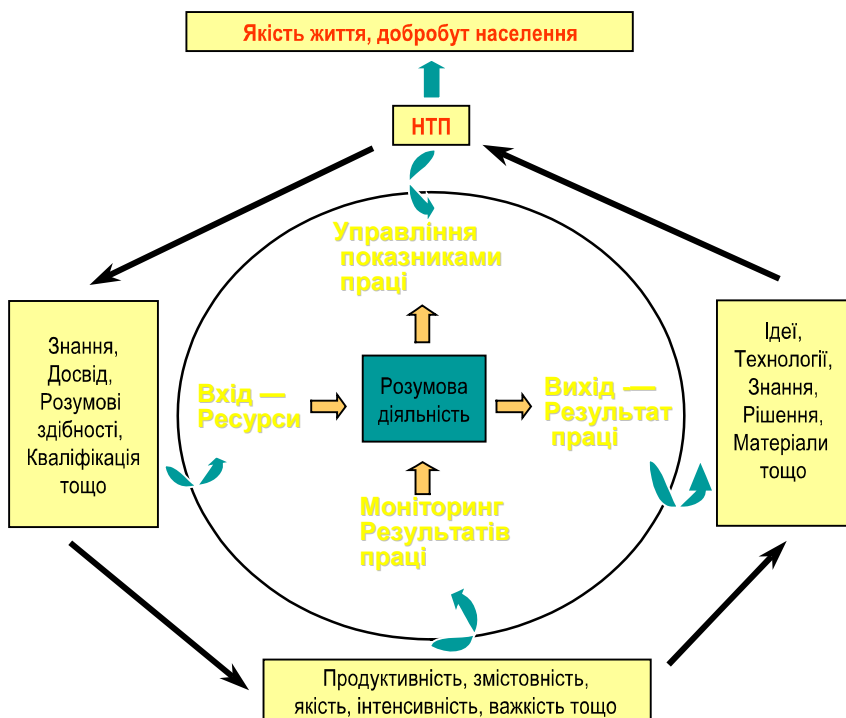 Якість життя, добробут населення
НТП
Управління
показниками
праці
Знання,
Досвід,
Розумові
здібності,
Кваліфікація
тощо
Вхід —
Ресурси
Розумова
діяльність
Вихід —
Результат
праці
Ідеї,
Технології,
Знання,
Рішення,
Матеріали
тощо
Моніторинг
Результатів
праці
Продуктивність, змістовність,
якість, інтенсивність, важкість тощо